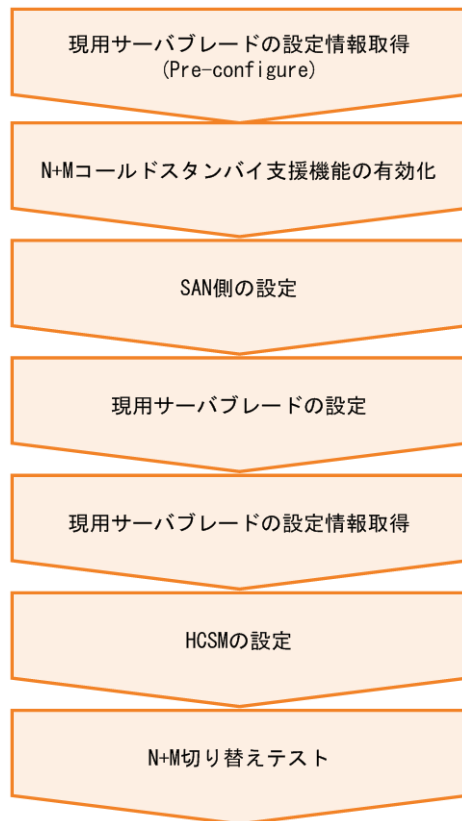 現用サーバブレードの設定情報取得
(Pre-configure)
N+Mコールドスタンバイ支援機能の有効化
SAN側の設定
現用サーバブレードの設定
現用サーバブレードの設定情報取得
HCSMの設定
N+M切り替えテスト